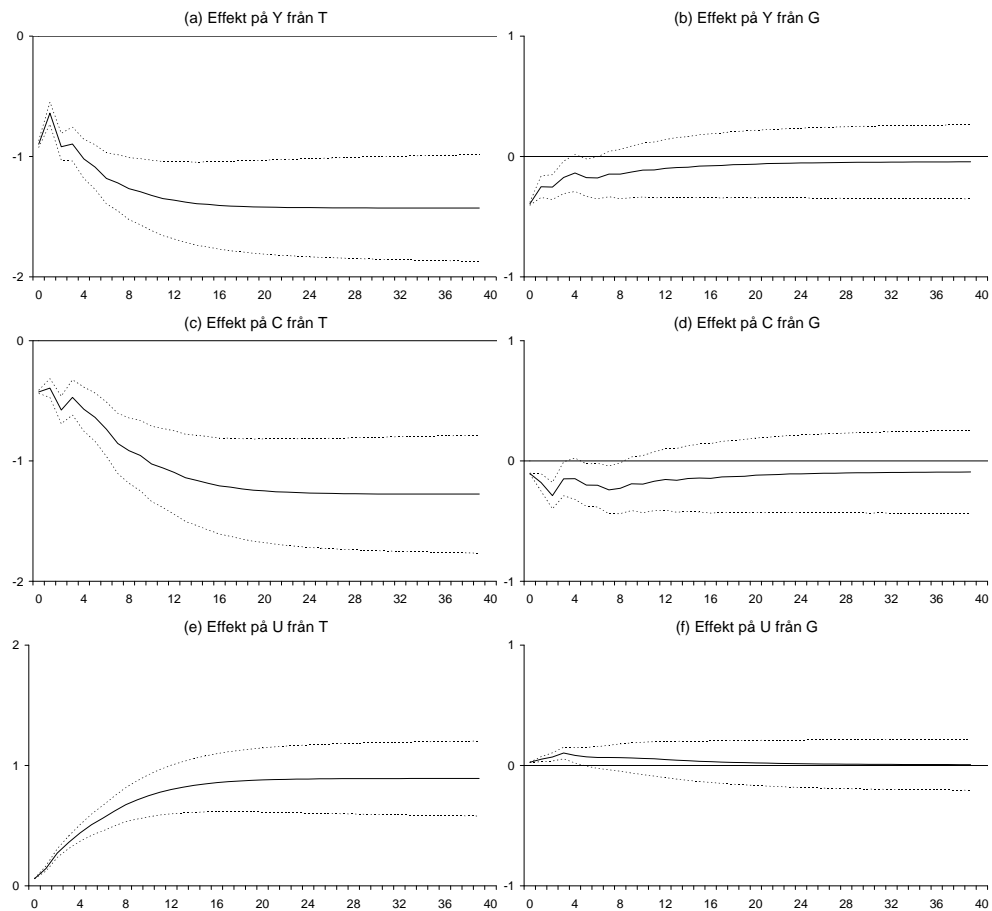 (a) Effekt på Y från T
0
-1
-2
0 4 8 12 16 20 24 28 32 36 40
(b) Effekt på Y från G
1
0
-1
0 4 8 12 16 20 24 28 32 36 40
(c) Effekt på C från T
0
-1
-2
0 4 8 12 16 20 24 28 32 36 40
(d) Effekt på C från G
1
0
-1
0 4 8 12 16 20 24 28 32 36 40
(e) Effekt på U från T
2
1
0
0 4 8 12 16 20 24 28 32 36 40
(f) Effekt på U från G
1
0
-1
0 4 8 12 16 20 24 28 32 36 40